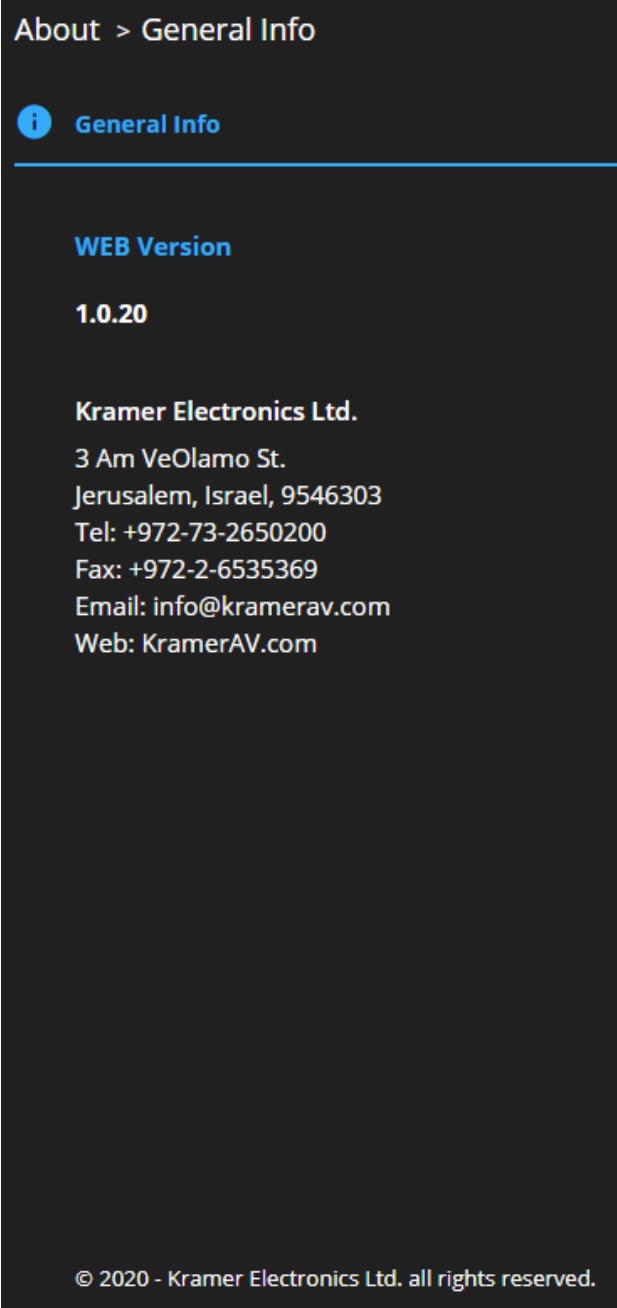 About > General Info
General Info
WEB Version
1.0.20
Kramer Electronics Ltd.
3 Am VeOlamo St.
Jerusalem, Israel, 9546303
Tel: +972-73-2650200
Fax: +972-2-6535369
Email: info@kramerav.com
Web: KramerAV.com
© 2020 - Kramer Electronics Ltd. all rights reserved.